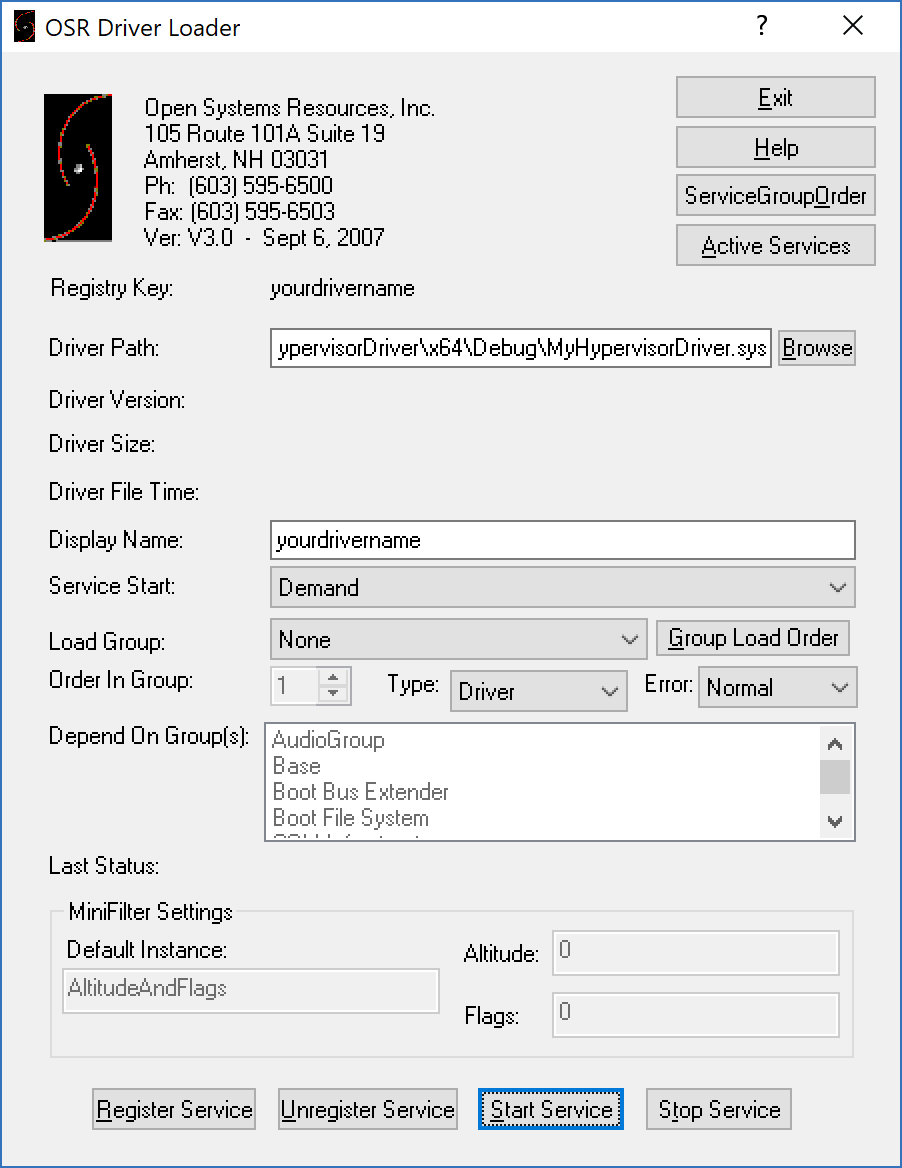 OSR Driver Loader
?
Open Systems Resources, Inc.
105 Route 101A Suite 19
Amherst, NH 03031
Ph: (603) 595-6500
Fax: (603) 595-6503
Ver: V3.0 - Sept 6, 2007
Exit
Help
ServiceGroupOrder
Active Services
Registry Key: yourdrivername
Driver Path: ypervisorDriver\x64\Debug\MyHypervisorDriver.sys Browse
Driver Version:
Driver Size:
Driver File Time:
Display Name: yourdrivername
Service Start: Demand
Load Group: None Group Load Order
Order In Group: 1 Type: Driver Error: Normal
Depend On Group(s): AudioGroup
Base
Boot Bus Extender
Boot File System
Last Status:
MiniFilter Settings
Default Instance:
AltitudeAndFlags
Altitude: 0
Flags: 0
Register Service Unregister Service Start Service Stop Service